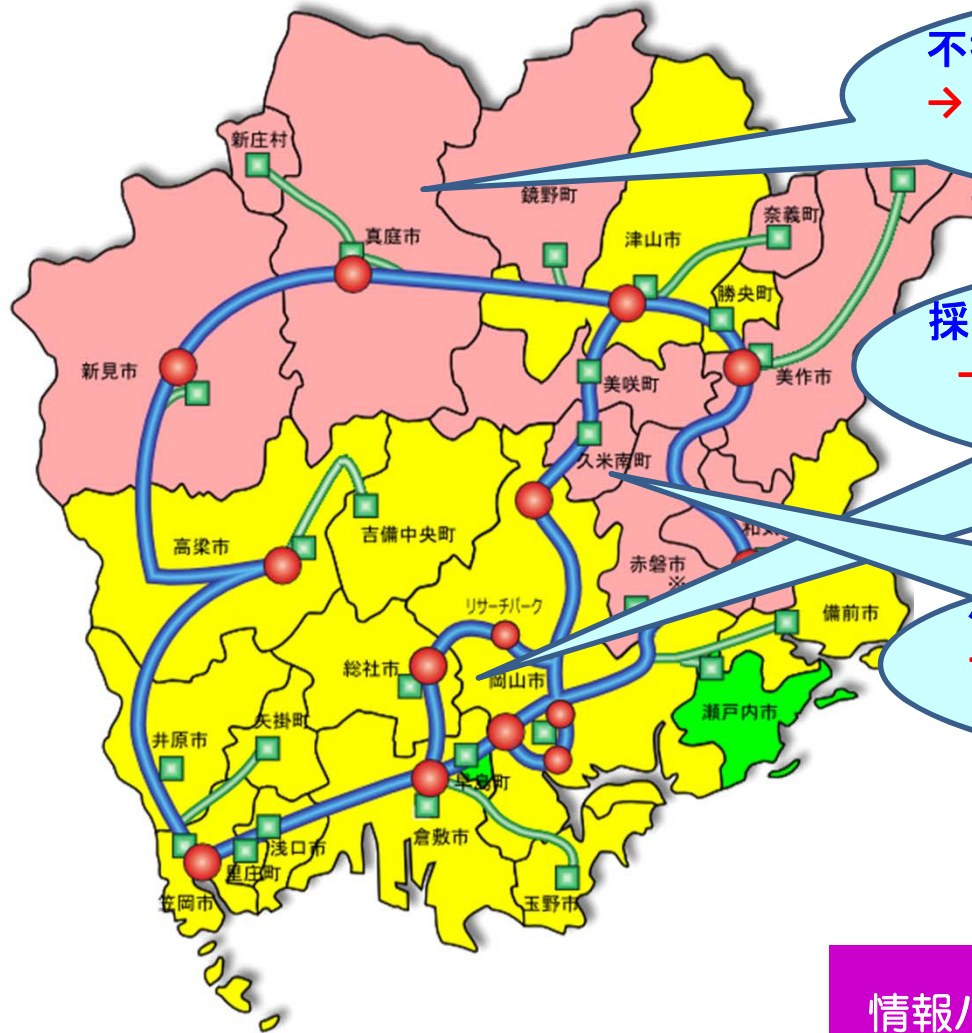 不
→
新庄村
鏡野町
奈義町
真庭市
津山市
勝央町
採
→
新見市
美咲町
美作市
久米南町
高梁市
吉備中央町
赤磐市
※
和気
リサーチパーク
備前市
総社市
岡山市
瀬戸内市
矢掛町
井原市
早島町
倉敷市
浅口市
里庄町
笠岡市
玉野市
情報ハ